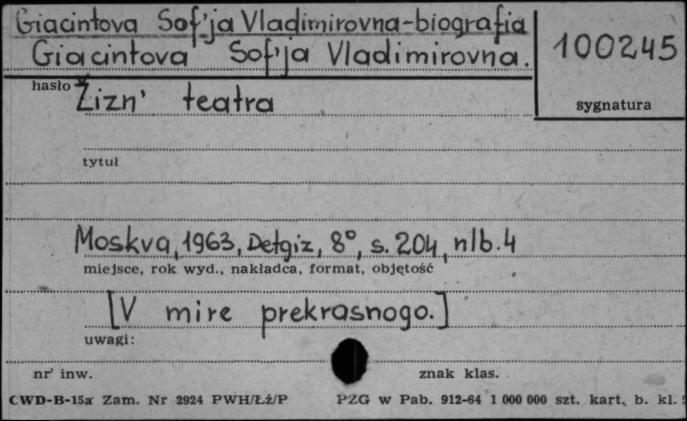 Giacintova Sof'ja Vladimirovna-biografia
Giacintova Sof'ja Vladimirovna.
100245
hasło
Žizn' teatra
sygnatura
tytuł
Moskva, 1963, Detgiz, 8°, s. 204, nlb. 4
miejsce, rok wyd., nakładca, format, objętość
[V mire prekrasnogo.]
uwagi:
nr inw.
znak klas.
CWD-B-15a Zam. Nr 2924 PWH/Łź/P
PZG w Pab. 912-64 1 000 000 szt. kart. b. kl.